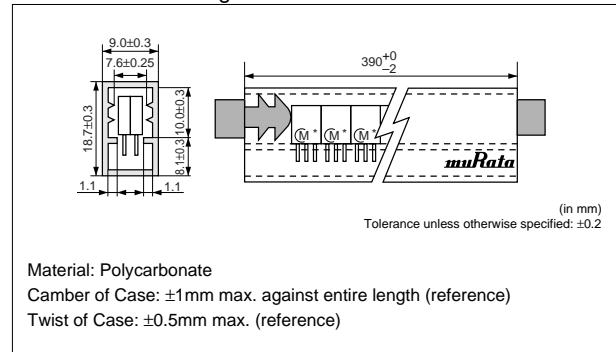 9.0±0.3
7.6±0.25
18.7±0.3
10.0±0.3
8.1±0.3
1.1
1.1
390+0
−2
M * M * M *
muRata
(in mm)
Tolerance unless otherwise specified: ±0.2
Material: Polycarbonate
Camber of Case: ±1mm max. against entire length (reference)
Twist of Case: ±0.5mm max. (reference)